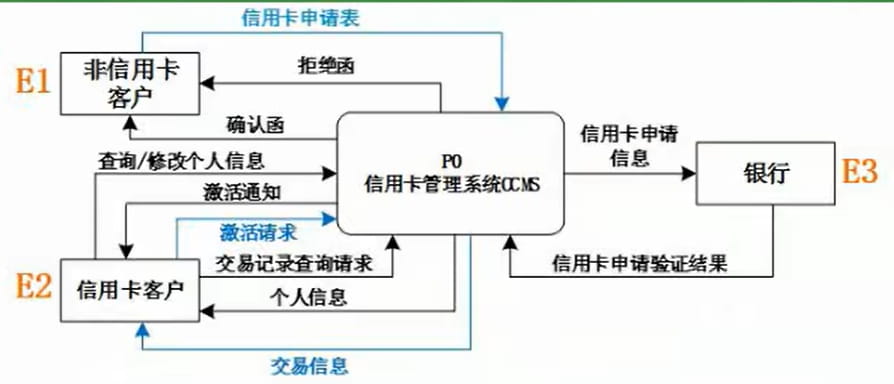 信用卡申请表
E1
非信用卡
客户
拒绝函
确认函
查询/修改个人信息
激活通知
激活请求
P0
信用卡管理系统CCMS
信用卡申请
信息
银行
E3
E2
信用卡客户
交易记录查询请求
信用卡申请验证结果
个人信息
交易信息